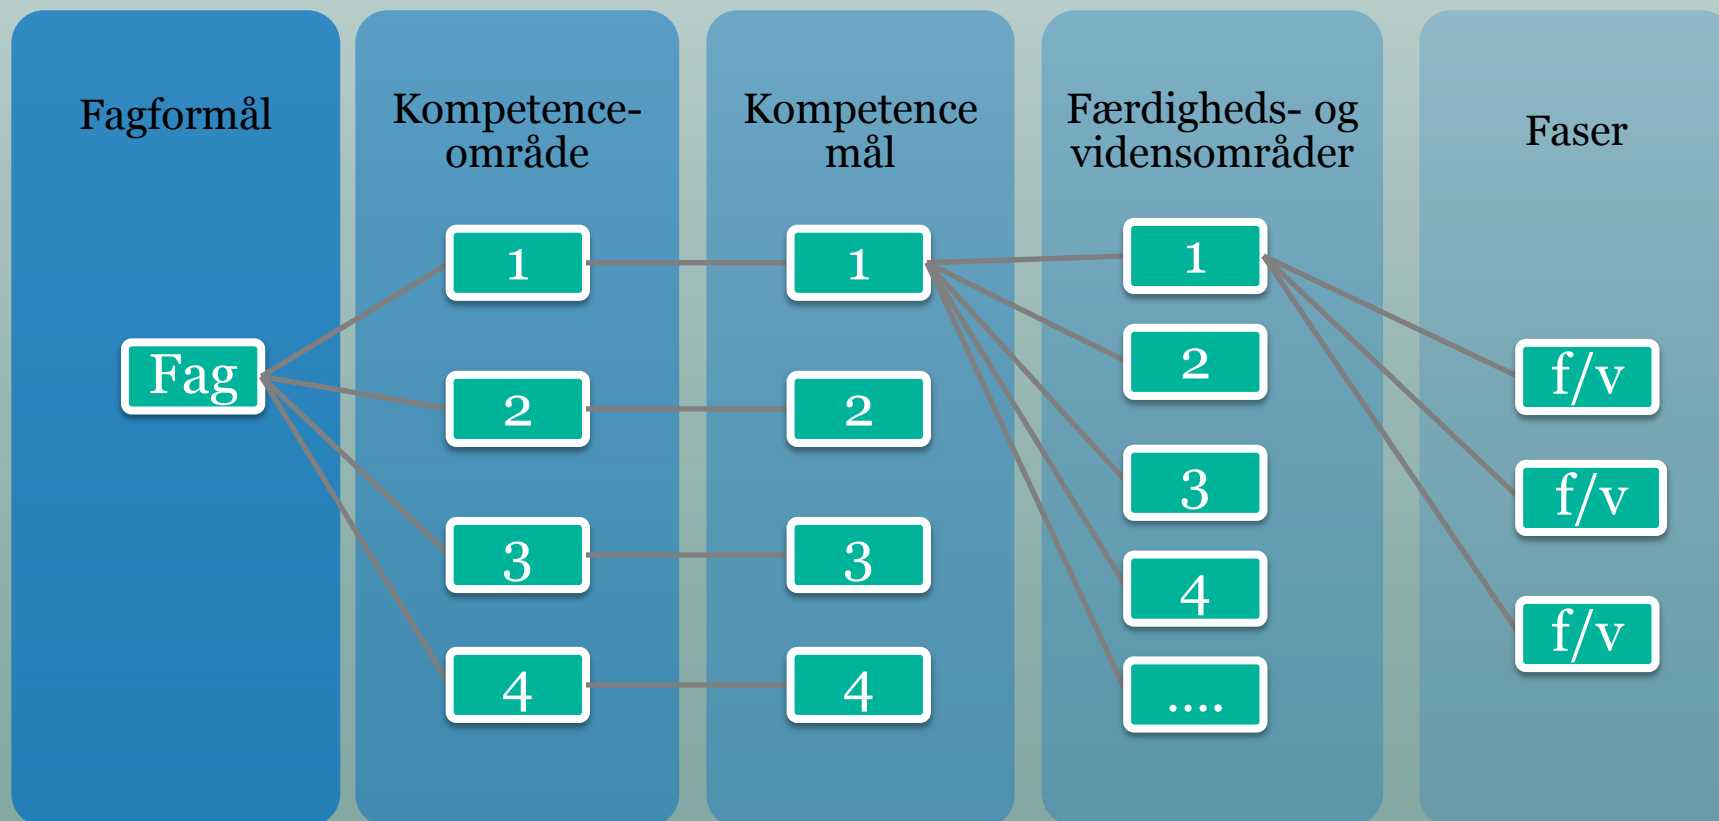 Fagformål
Fag
Kompetence-
område
1
2
3
4
Kompetence
mål
1
2
3
4
Færdigheds- og
vidensområder
1
2
3
4
....
Faser
f/v
f/v
f/v